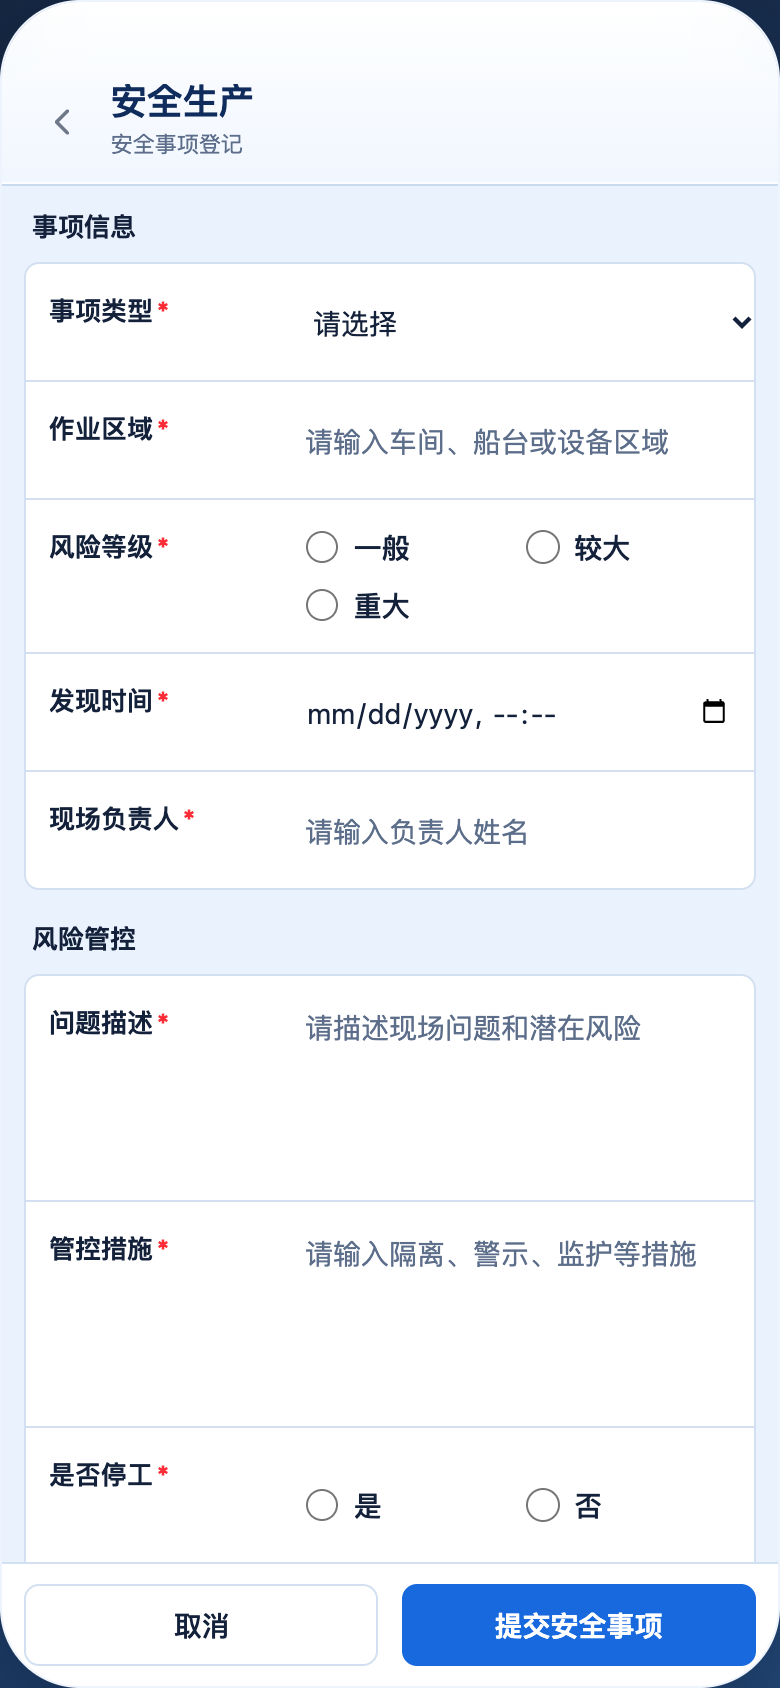 安全生产
安全事项登记
事项信息
事项类型* 请选择
作业区域* 请输入车间、船台或设备区域
风险等级* 一般 较大
重大
发现时间* mm/dd/yyyy, --:--
现场负责人* 请输入负责人姓名
风险管控
问题描述* 请描述现场问题和潜在风险
管控措施* 请输入隔离、警示、监护等措施
是否停工* 是 否
取消 提交安全事项